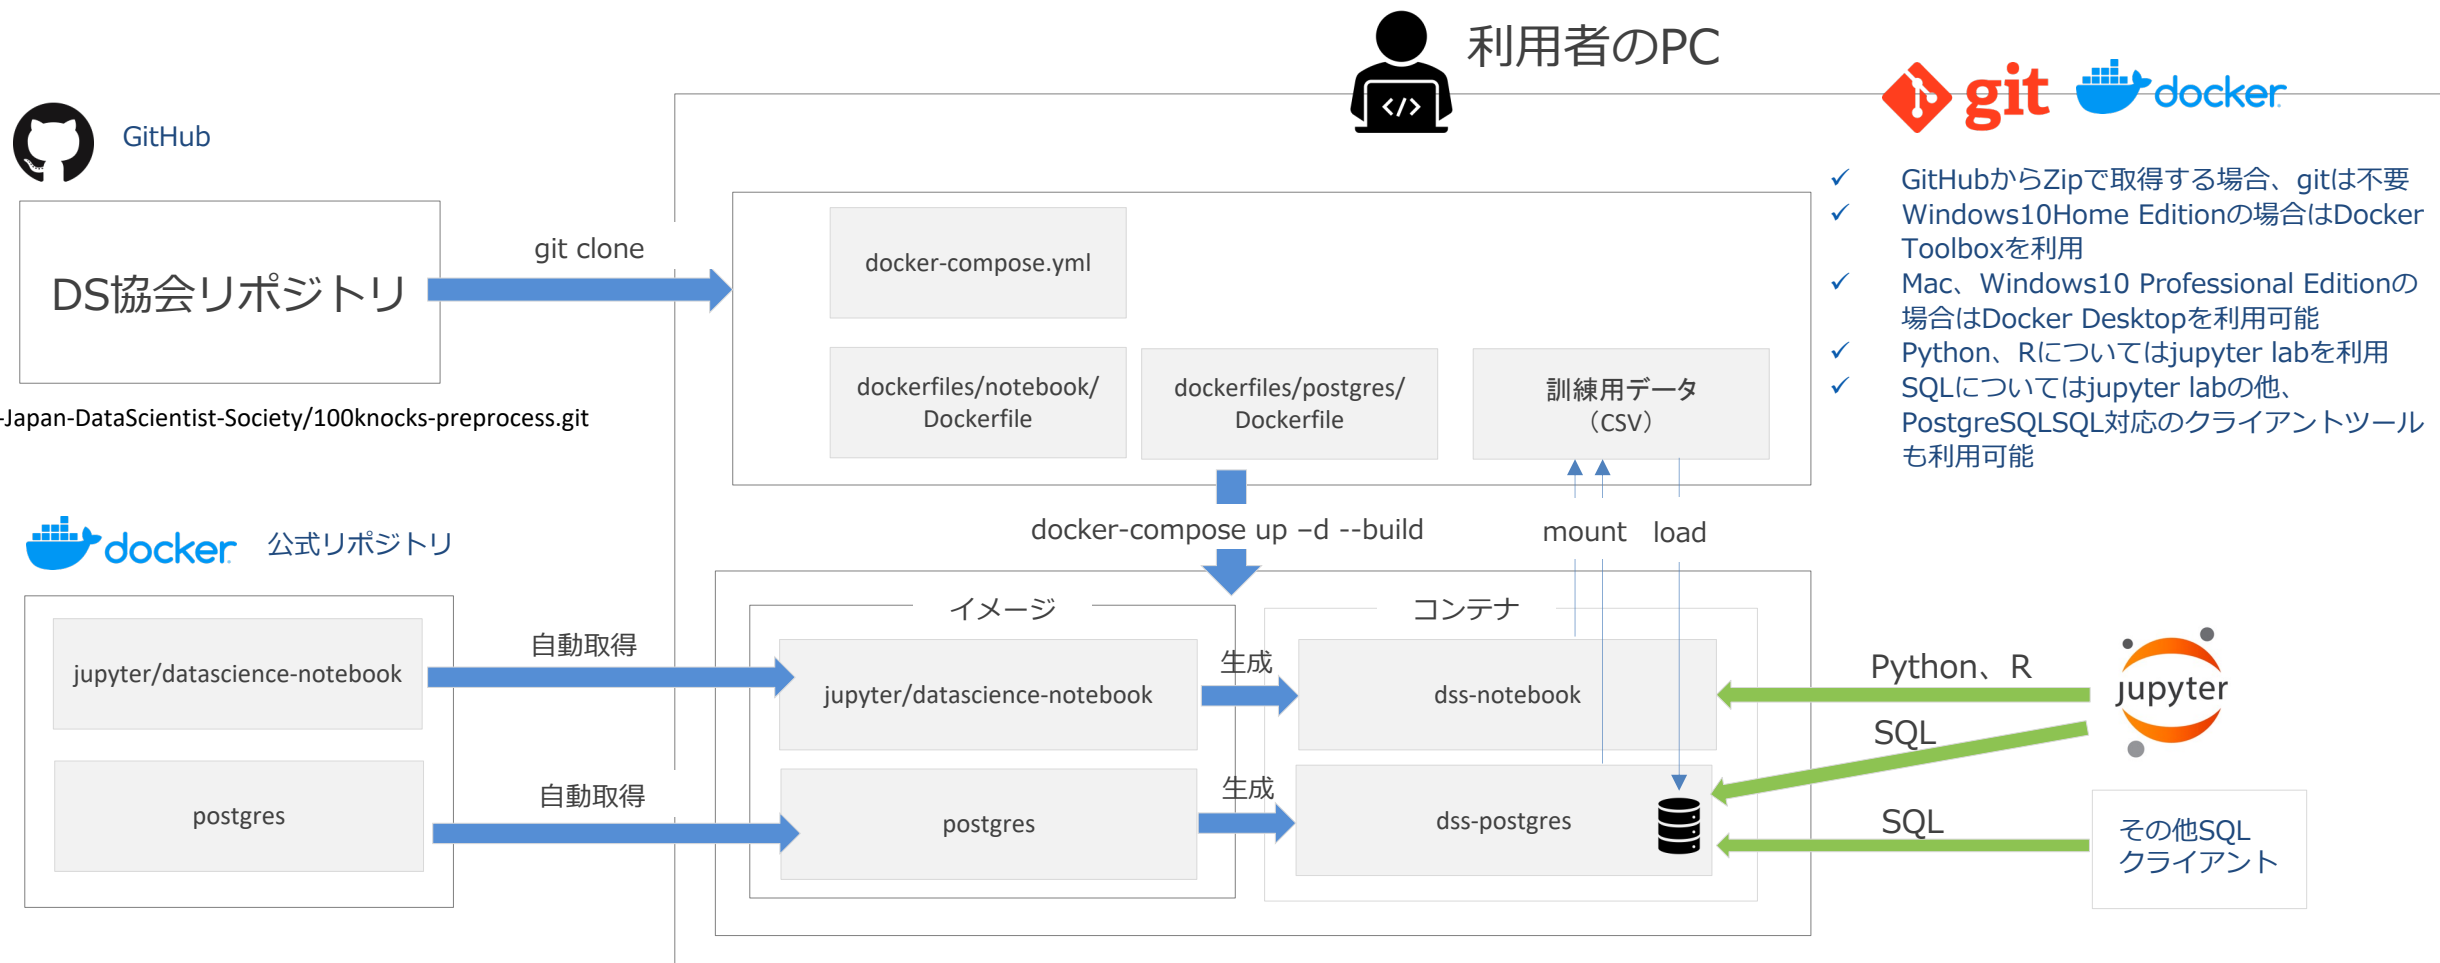 利用者のPC
</>
git
docker
GitHub
DS協会リポジトリ
-Japan-DataScientist-Society/100knocks-preprocess.git
git clone
docker-compose.yml
dockerfiles/notebook/
Dockerfile
dockerfiles/postgres/
Dockerfile
訓練用データ
（CSV）
GitHubからZipで取得する場合、gitは不要
Windows10Home Editionの場合はDocker
Toolboxを利用
Mac、Windows10 Professional Editionの
場合はDocker Desktopを利用可能
Python、Rについてはjupyter labを利用
SQLについてはjupyter labの他、
PostgreSQLSQL対応のクライアントツール
も利用可能
docker-compose up –d --build
mount
load
docker
公式リポジトリ
jupyter/datascience-notebook
postgres
自動取得
自動取得
イメージ
jupyter/datascience-notebook
postgres
生成
生成
コンテナ
dss-notebook
dss-postgres
Python、R
SQL
SQL
jupyter
その他SQL
クライアント